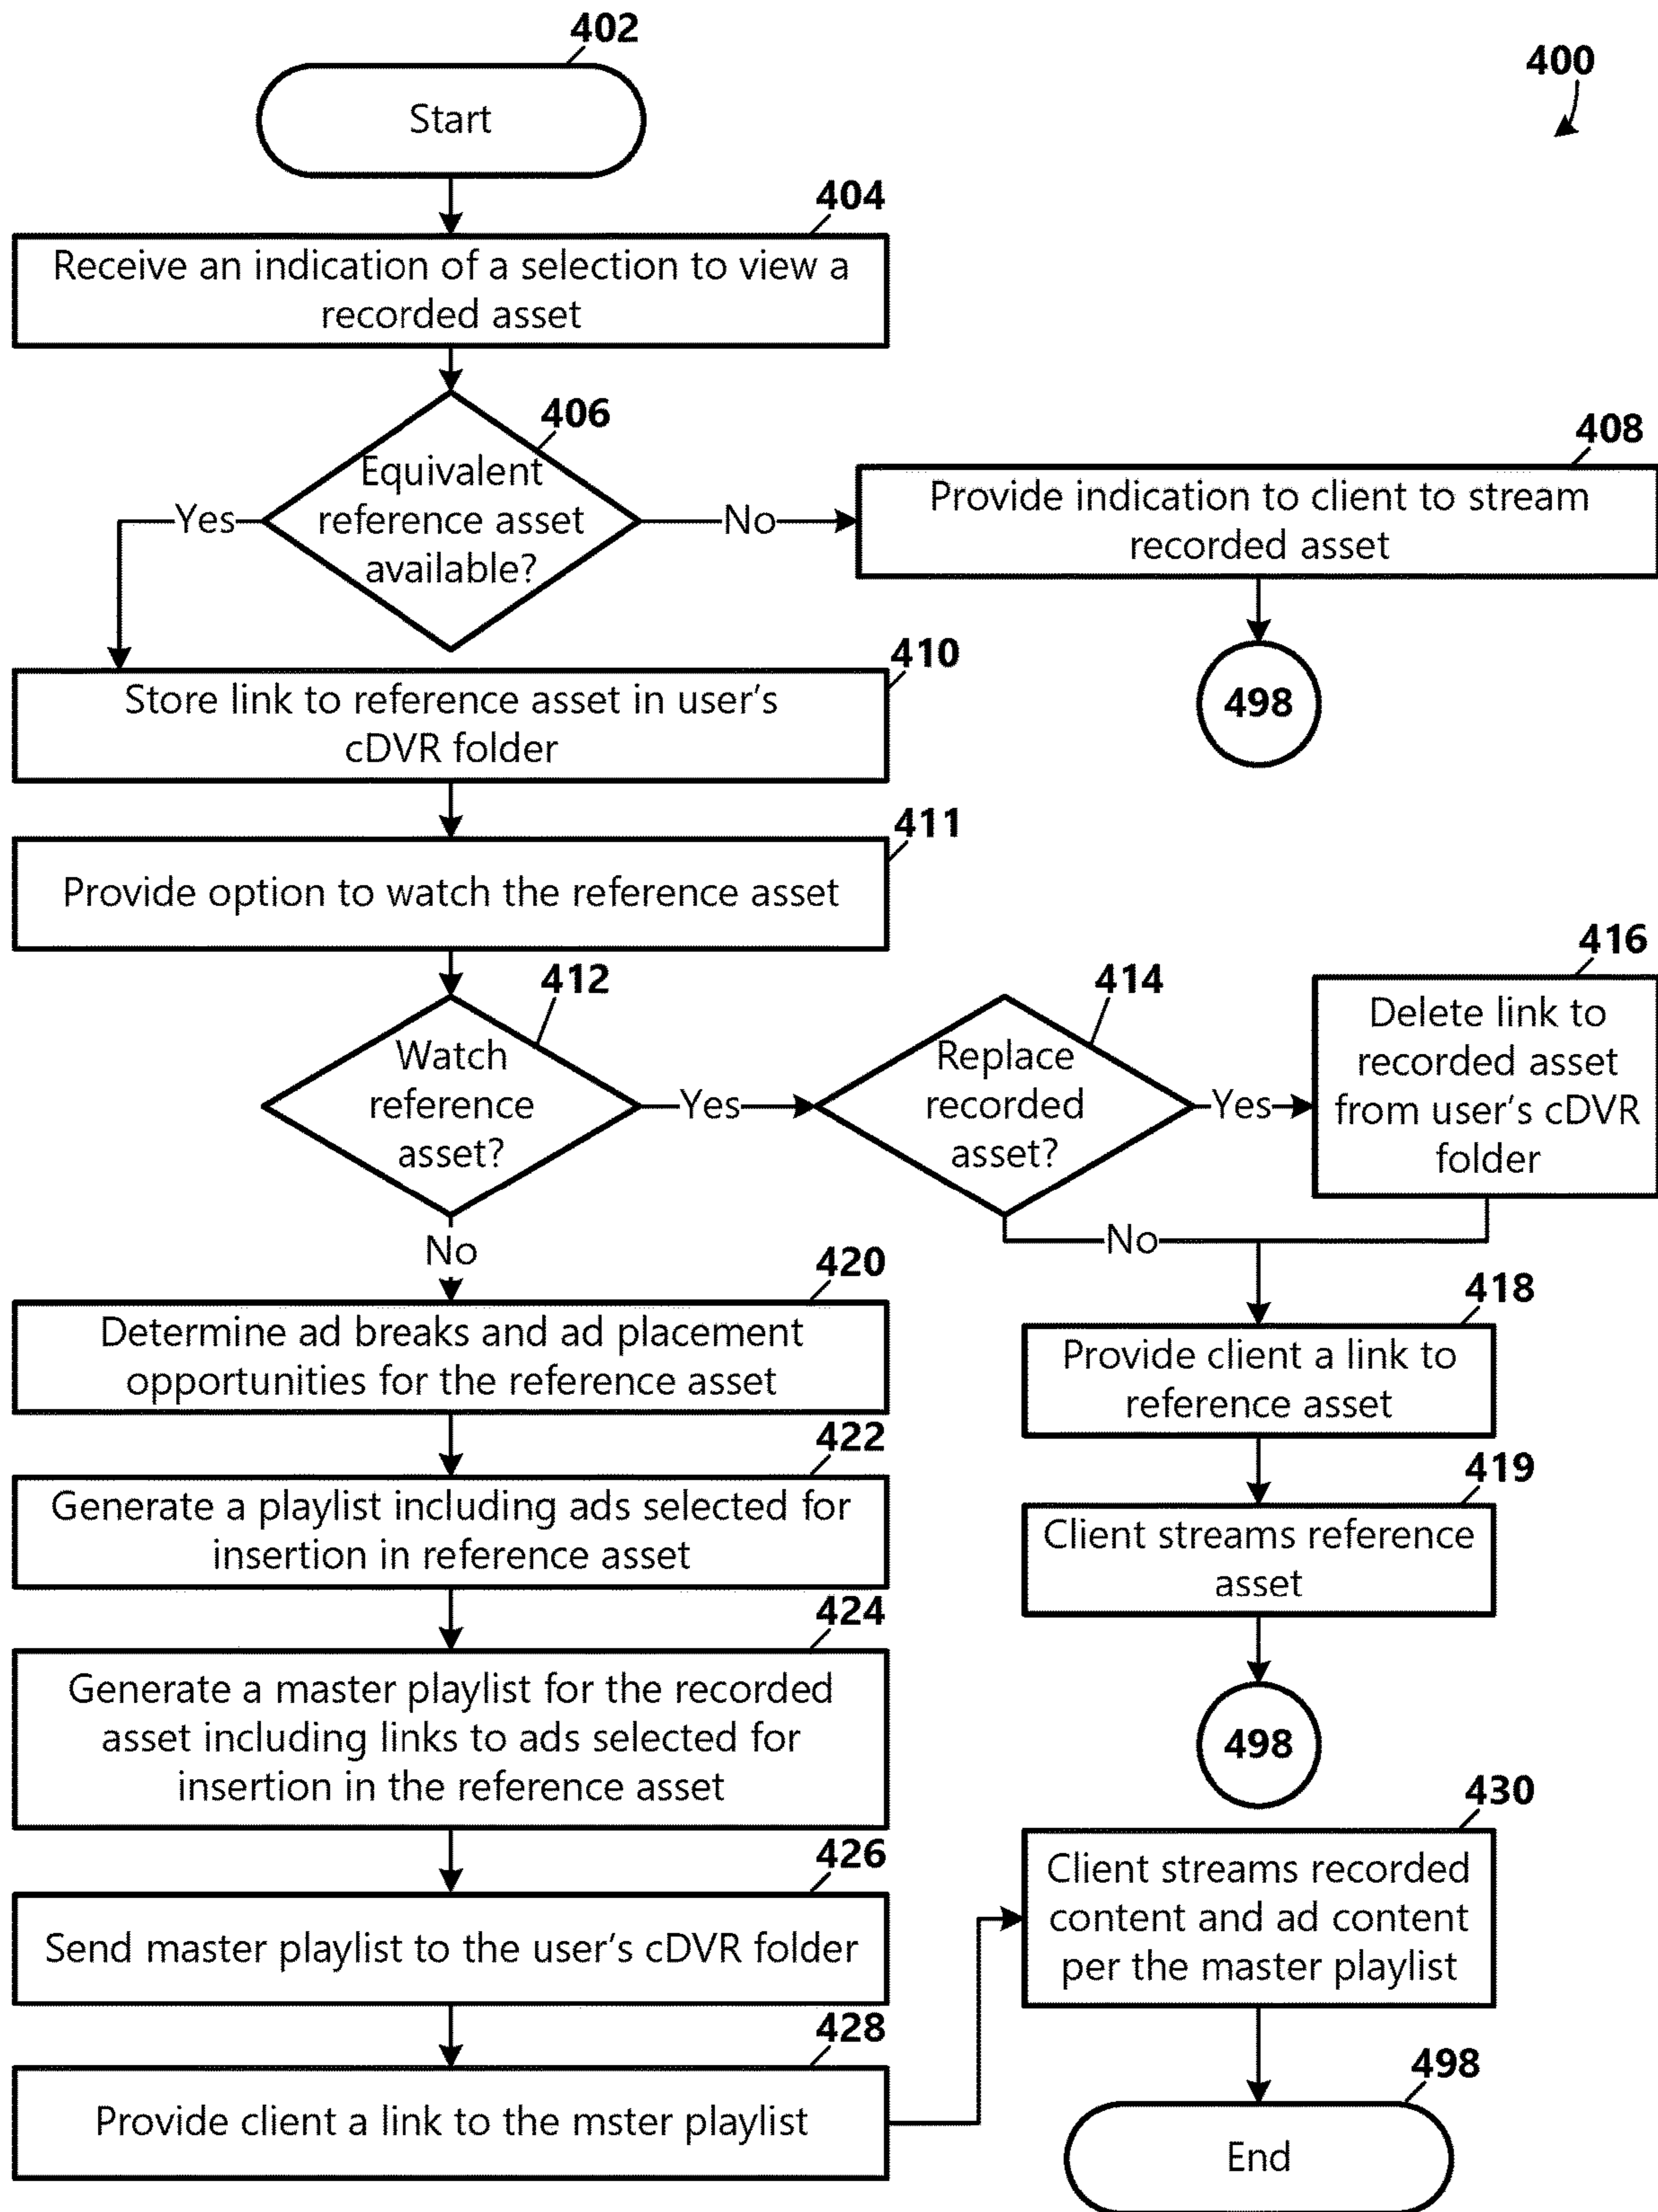 402
400
Start
404
Receive an indication of a selection to view a
recorded asset
406
Equivalent
reference asset
available?
Yes
No
408
Provide indication to client to stream
recorded asset
498
410
Store link to reference asset in user's
cDVR folder
411
Provide option to watch the reference asset
412
Watch
reference
asset?
Yes
No
414
Replace
recorded
asset?
Yes
No
416
Delete link to
recorded asset
from user's cDVR
folder
418
Provide client a link to
reference asset
419
Client streams reference
asset
498
420
Determine ad breaks and ad placement
opportunities for the reference asset
422
Generate a playlist including ads selected for
insertion in reference asset
424
Generate a master playlist for the recorded
asset including links to ads selected for
insertion in the reference asset
426
Send master playlist to the user's cDVR folder
428
Provide client a link to the mster playlist
430
Client streams recorded
content and ad content
per the master playlist
498
End